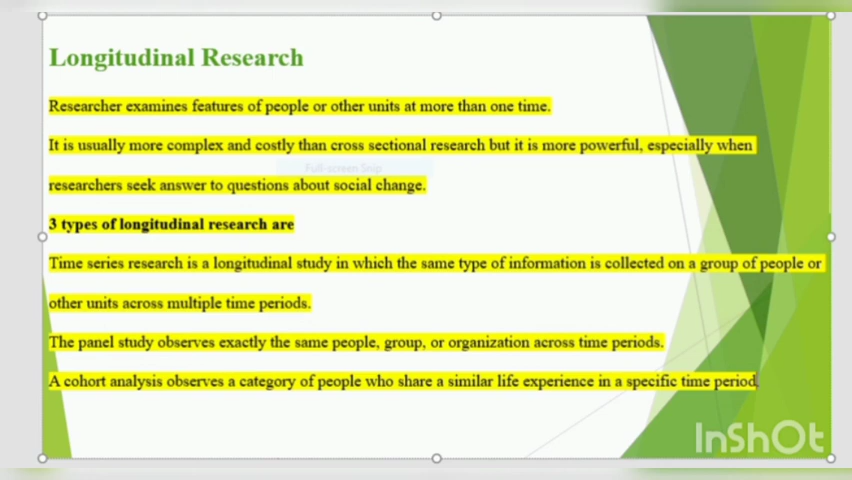 Longitudinal Research
Researcher examines features of people or other units at more than one time.
It is usually more complex and costly than cross sectional research but it is more powerful, especially when
researchers seek answer to questions about social change.
Full-screen Snip
3 types of longitudinal research are
Time series research is a longitudinal study in which the same type of information is collected on a group of people or
other units across multiple time periods.
The panel study observes exactly the same people, group, or organization across time periods.
A cohort analysis observes a category of people who share a similar life experience in a specific time period.
InShOt